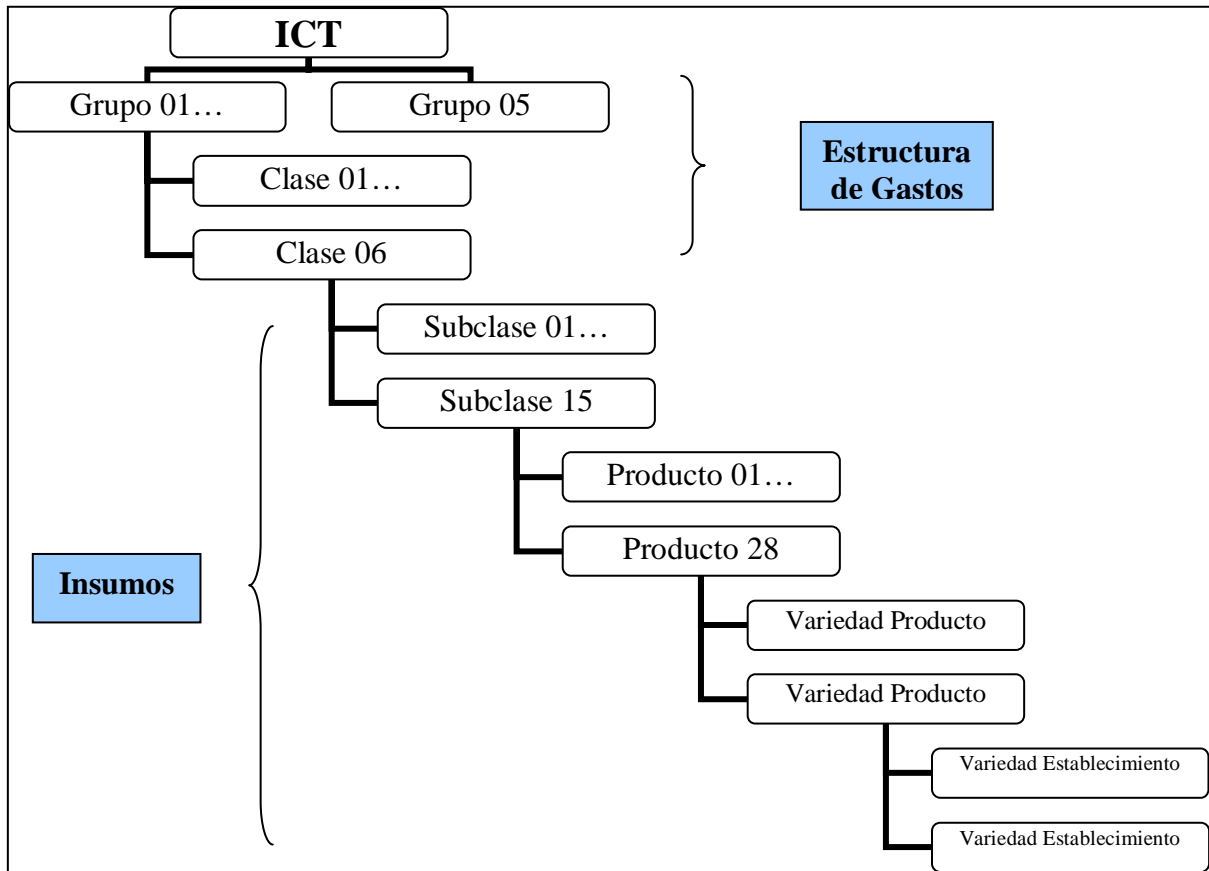 ICT
Grupo 01…
Grupo 05
Estructura
de Gastos
Clase 01…
Clase 06
Subclase 01…
Subclase 15
Producto 01…
Producto 28
Insumos
Variedad Producto
Variedad Producto
Variedad Establecimiento
Variedad Establecimiento